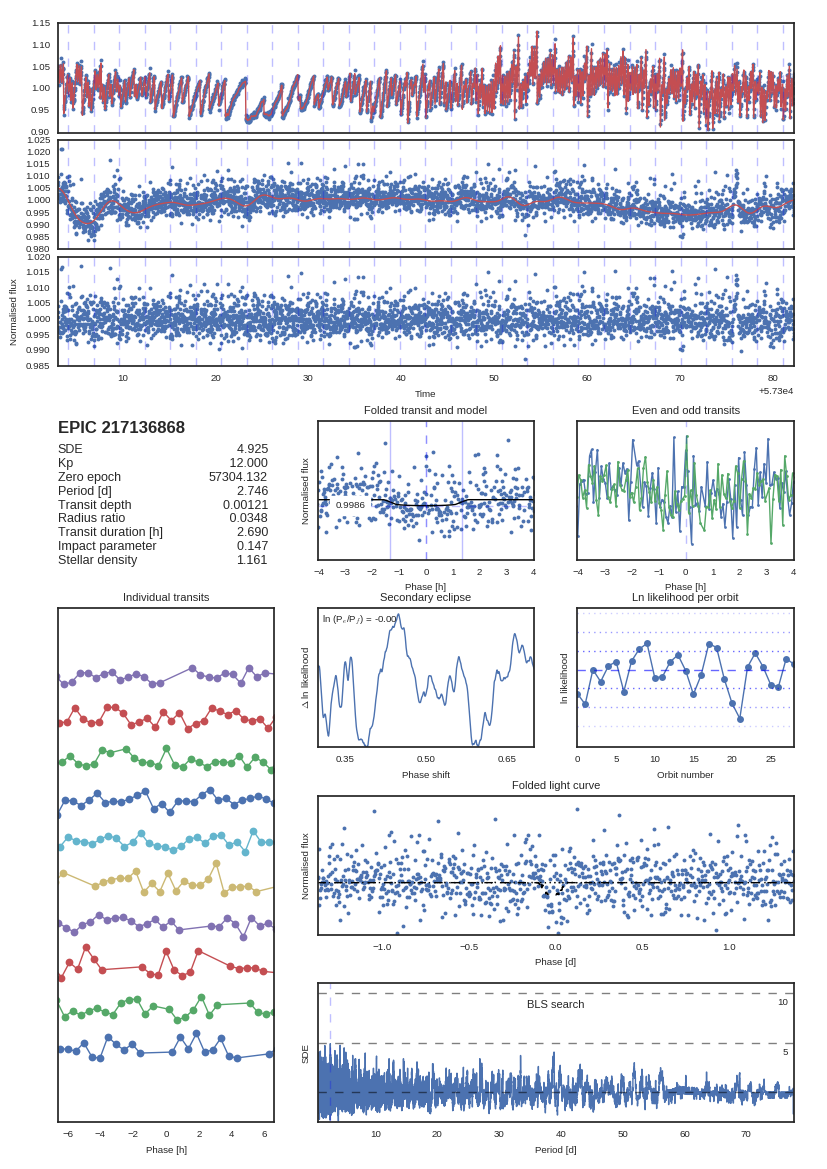 1.15
1.10
1.05
1.00
0.95
0.90
1.025
1.020
1.015
1.010
1.005
1.000
0.995
0.990
0.985
0.980
1.020
1.015
1.010
1.005
1.000
0.995
0.990
0.985
Normalised flux
10 20 30 40 50 60 70 80
Time
+5.73e4
EPIC 217136868
SDE 4.925
Kp 12.000
Zero epoch 57304.132
Period [d] 2.746
Transit depth 0.00121
Radius ratio 0.0348
Transit duration [h] 2.690
Impact parameter 0.147
Stellar density 1.161
Folded transit and model
Normalised flux
0.9986
−4 −3 −2 −1 0 1 2 3 4
Phase [h]
Even and odd transits
−4 −3 −2 −1 0 1 2 3 4
Phase [h]
Individual transits
−6 −4 −2 0 2 4 6
Phase [h]
Secondary eclipse
Δ ln likelihood
0.35 0.50 0.65
Phase shift
Ln likelihood per orbit
ln likelihood
0 5 10 15 20 25
Orbit number
Folded light curve
Normalised flux
−1.0 −0.5 0.0 0.5 1.0
Phase [d]
BLS search
10
5
SDE
10 20 30 40 50 60 70
Period [d]